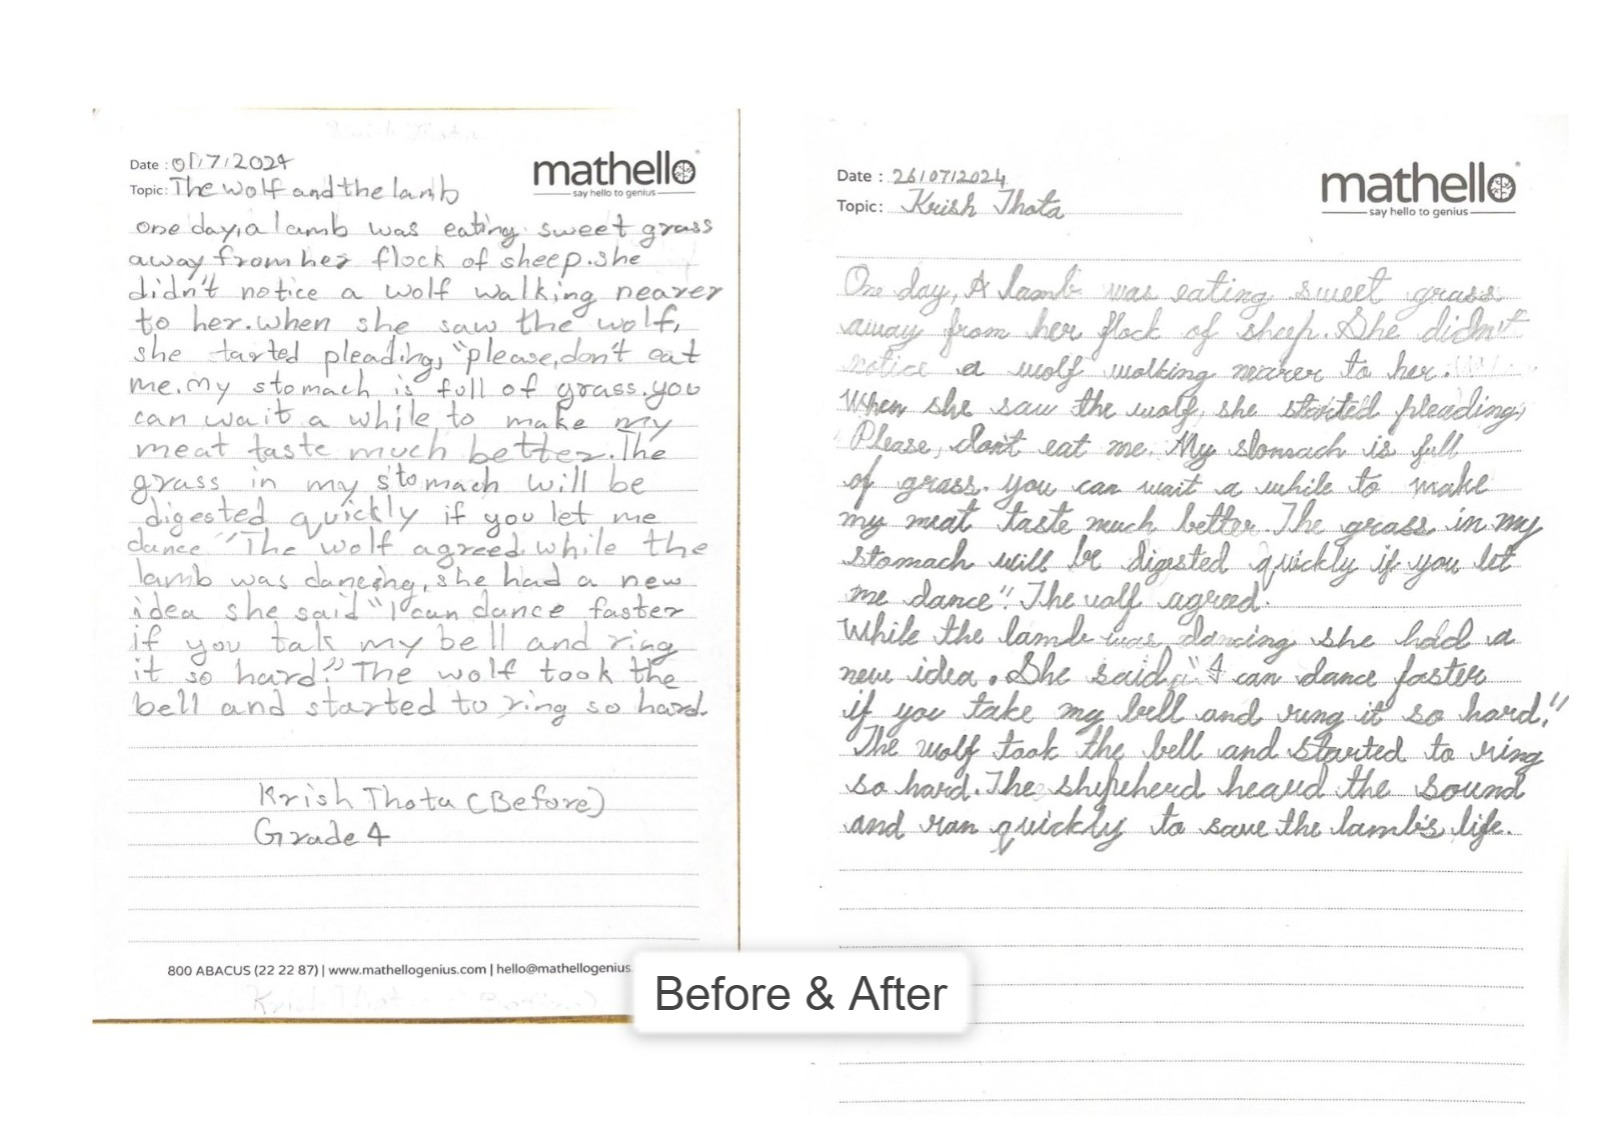 Date : 01/7/2024
mathello
say hello to genius
Topic: The wolf and the lamb
one day, a lamb was eating sweet grass
away from her flock of sheep. she
didn't notice a wolf walking nearer
to her. when she saw the wolf,
she tarted pleading, "please, don't eat
me. my stomach is full of grass. you
can wait a while to make my
meat taste much better. The
grass in my stomach will be
digested quickly if you let me
dance" The wolf agreed. while the
lamb was dancing, she had a new
idea she said "I can dance faster
if you tak my bell and ring
it so hard." The wolf took the
bell and started to ring so hard.
Krish Thota (Before)
Grade 4
800 ABACUS (22 22 87) | www.mathellogenius.com | hello@mathellogenius.
Date : 26/07/2024
mathello
say hello to genius
Topic: Krish Thota
One day, A lamb was eating sweet grass
away from her flock of sheep. She didn't
notice a wolf walking nearer to her.
When she saw the wolf, she started pleading,
Please, don't eat me. My stomach is full
of grass. you can wait a while to make
my meat taste much better. The grass in my
stomach will be digested quickly if you let
me dance". The wolf agreed.
While the lamb was dancing she had a
new idea. She said, "I can dance faster
if you take my bell and rung it so hard!"
The wolf took the bell and started to ring
so hard. The shepeherd heard the sound
and ran quickly to save the lamb's life.
Before & After